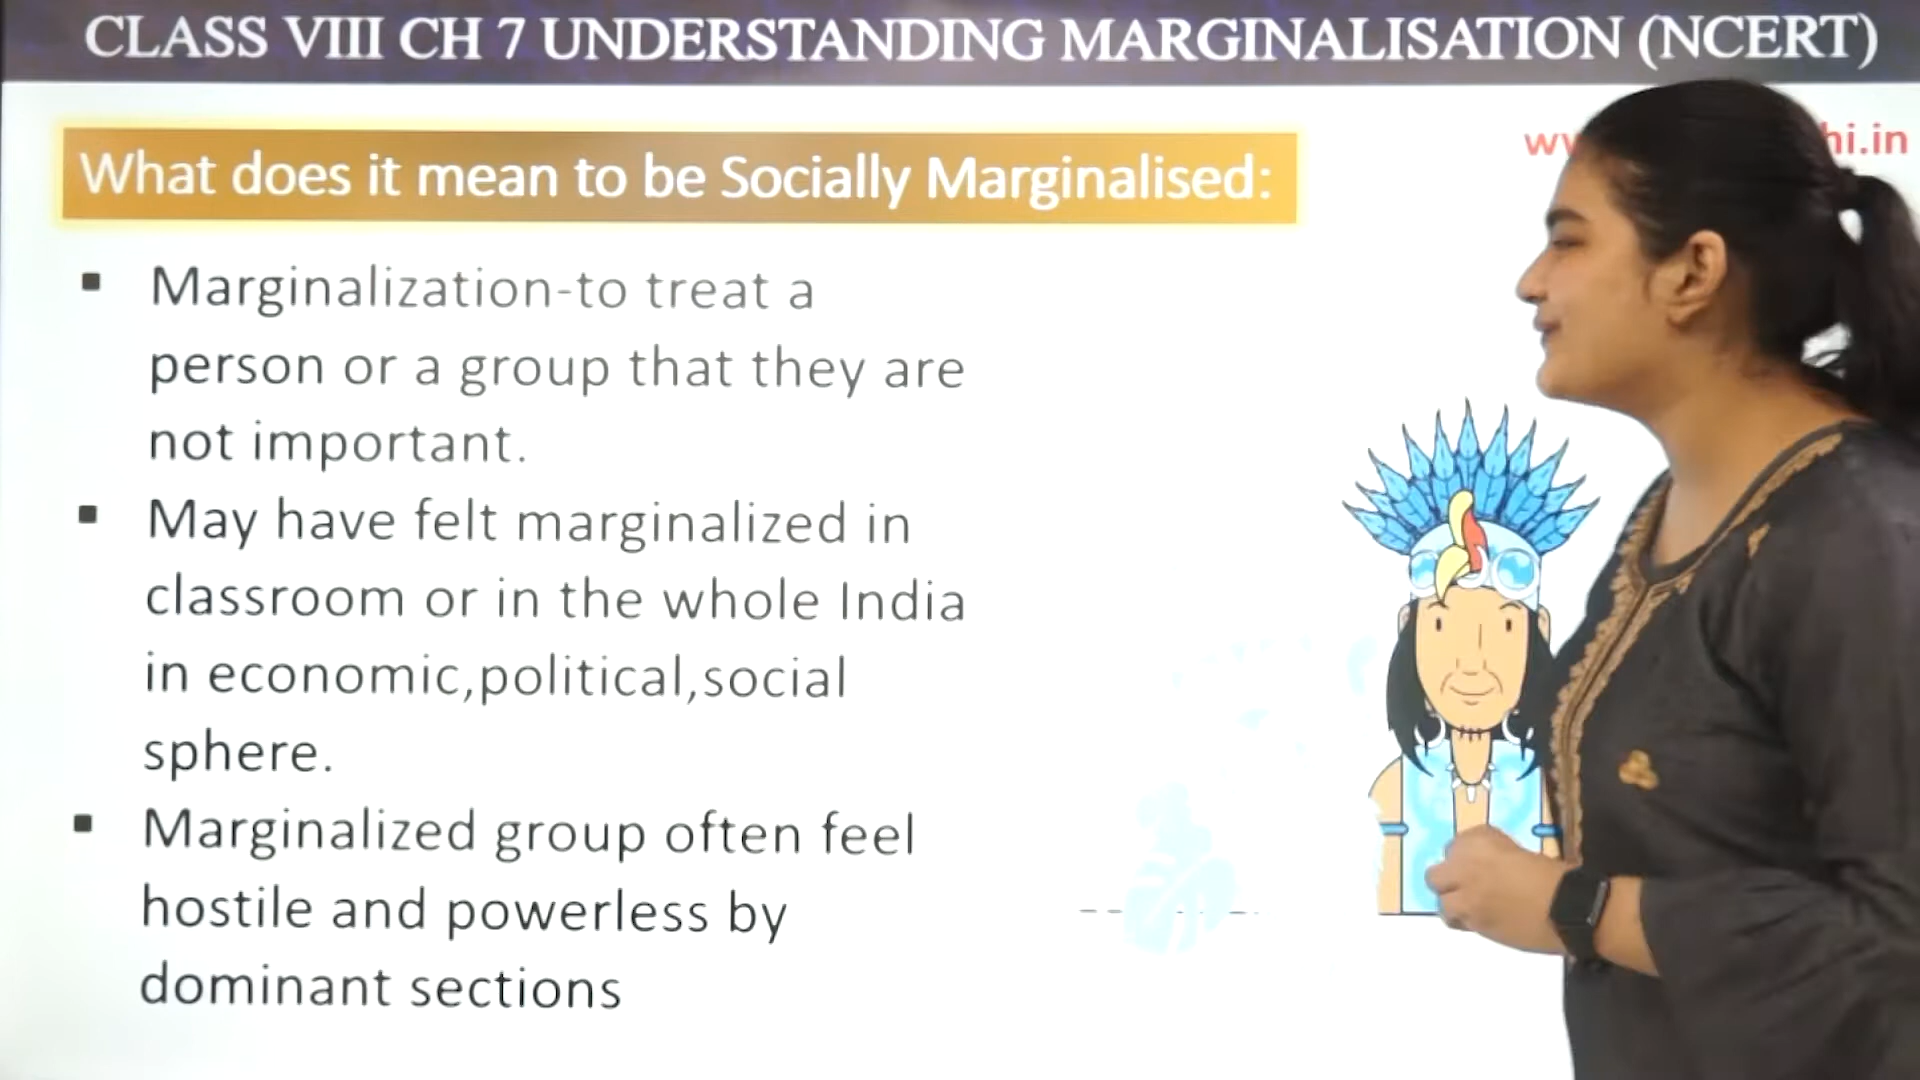 CLASS VIII CH 7 UNDERSTANDING MARGINALISATION (NCERT)
hi.in
What does it mean to be Socially Marginalised:
▪ Marginalization-to treat a
person or a group that they are
not important.
▪ May have felt marginalized in
classroom or in the whole India
in economic,political,social
sphere.
▪ Marginalized group often feel
hostile and powerless by
dominant sections